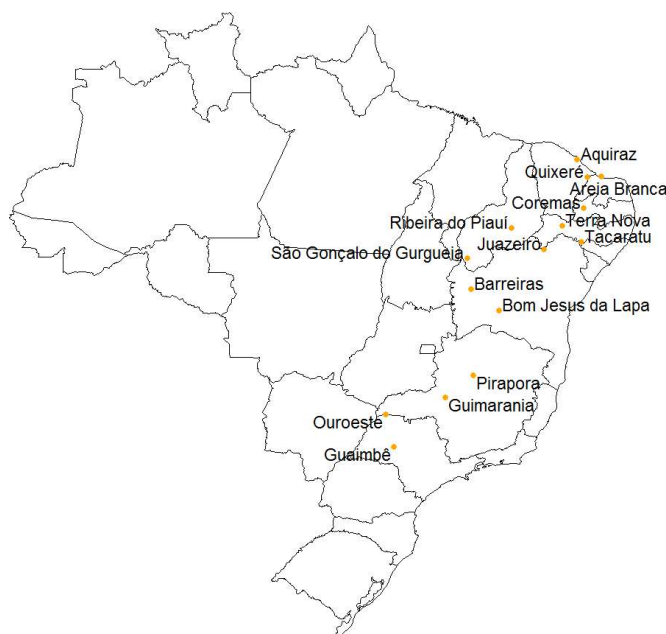 Aquiraz
Quixeré
Areia Branca
Coremas
Ribeira do Piauí
Terra Nova
Tacaratu
Juazeiro
São Gonçalo do Gurguéia
Barreiras
Bom Jesus da Lapa
Pirapora
Guimarania
Ouroeste
Guaimbê